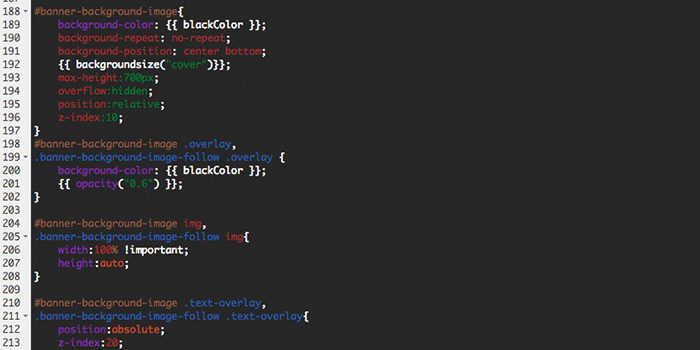 187
188 #banner-background-image{
189 background-color: {{ blackColor }};
190 background-repeat: no-repeat;
191 background-position: center bottom;
192 {{ backgroundsize("cover")}};
193 max-height:700px;
194 overflow:hidden;
195 position:relative;
196 z-index:10;
197 }
198 #banner-background-image .overlay,
199 .banner-background-image-follow .overlay {
200 background-color: {{ blackColor }};
201 {{ opacity("0.6") }};
202 }
203
204 #banner-background-image img,
205 .banner-background-image-follow img{
206 width:100% !important;
207 height:auto;
208 }
209
210 #banner-background-image .text-overlay,
211 .banner-background-image-follow .text-overlay{
212 position:absolute;
213 z-index:20;